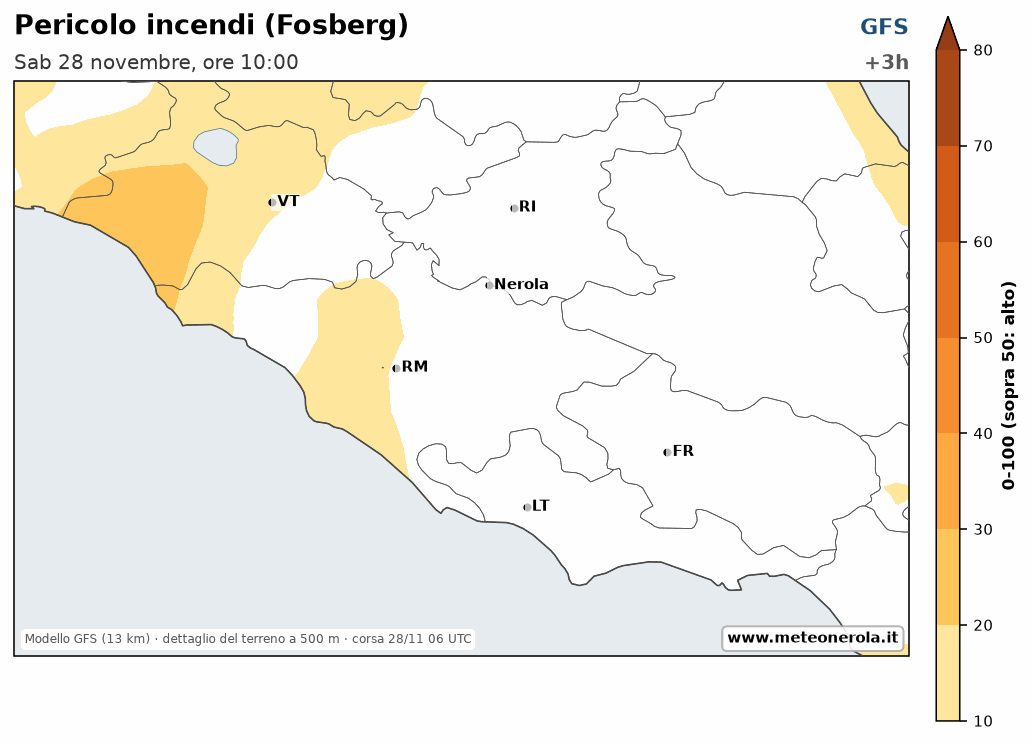 Pericolo incendi (Fosberg)
GFS
Sab 28 novembre, ore 10:00
+3h
VT
RI
Nerola
RM
FR
LT
Modello GFS (13 km) · dettaglio del terreno a 500 m · corsa 28/11 06 UTC
www.meteonerola.it
80
70
60
50
40
30
20
10
0-100 (sopra 50: alto)